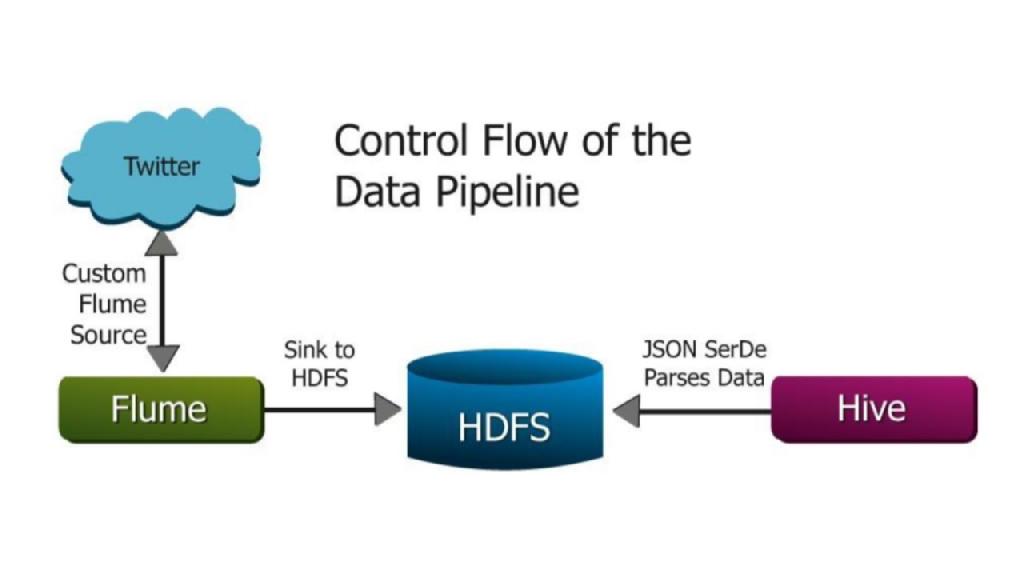 Twitter
Control Flow of the
Data Pipeline
Custom
Flume
Source
Sink to
HDFS
JSON SerDe
Parses Data
Flume
HDFS
Hive